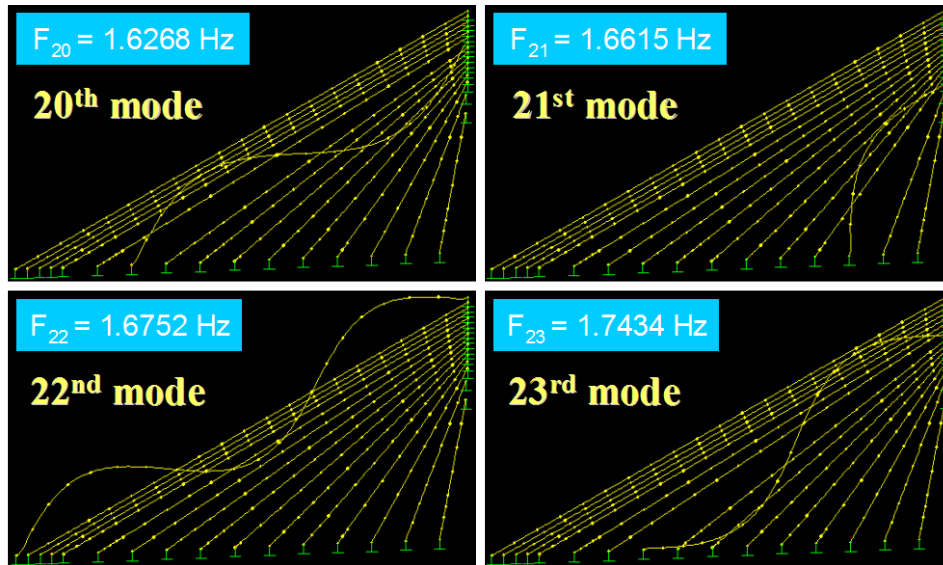 F₂₀ = 1.6268 Hz
20th mode
F₂₁ = 1.6615 Hz
21st mode
F₂₂ = 1.6752 Hz
22nd mode
F₂₃ = 1.7434 Hz
23rd mode